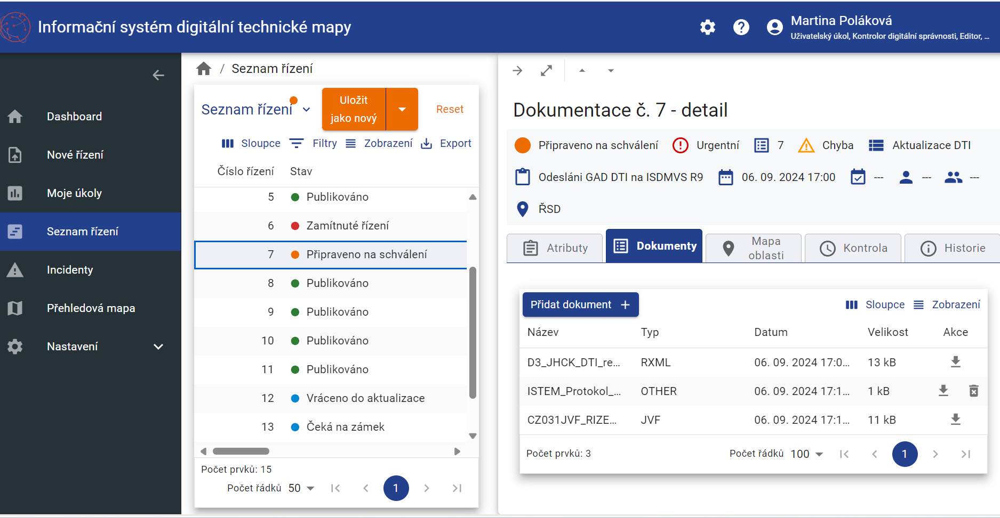 Informační systém digitální technické mapy
Martina Poláková
Uživatelský úkol, Kontrolor digitální správnosti, Editor, ...
Dashboard
Nové řízení
Moje úkoly
Seznam řízení
Incidenty
Přehledová mapa
Nastavení
/ Seznam řízení
Seznam řízení
Uložit
jako nový
Reset
Sloupce Filtry Zobrazení Export
Číslo řízení Stav
5 Publikováno
6 Zamítnuté řízení
7 Připraveno na schválení
8 Publikováno
9 Publikováno
10 Publikováno
11 Publikováno
12 Vráceno do aktualizace
13 Čeká na zámek
Počet prvků: 15
Počet řádků 50 1
Dokumentace č. 7 - detail
Připraveno na schválení Urgentní 7 Chyba Aktualizace DTI
Odesláni GAD DTI na ISDMVS R9 06. 09. 2024 17:00 --- --- ---
ŘSD
Atributy
Dokumenty
Mapa
oblasti
Kontrola
Historie
Přidat dokument +
Sloupce Zobrazení
Název Typ Datum Velikost Akce
D3_JHCK_DTI_re... RXML 06. 09. 2024 17:0... 13 kB
ISTEM_Protokol_... OTHER 06. 09. 2024 17:1... 1 kB
CZ031JVF_RIZE... JVF 06. 09. 2024 17:1... 11 kB
Počet prvků: 3 Počet řádků 100 1